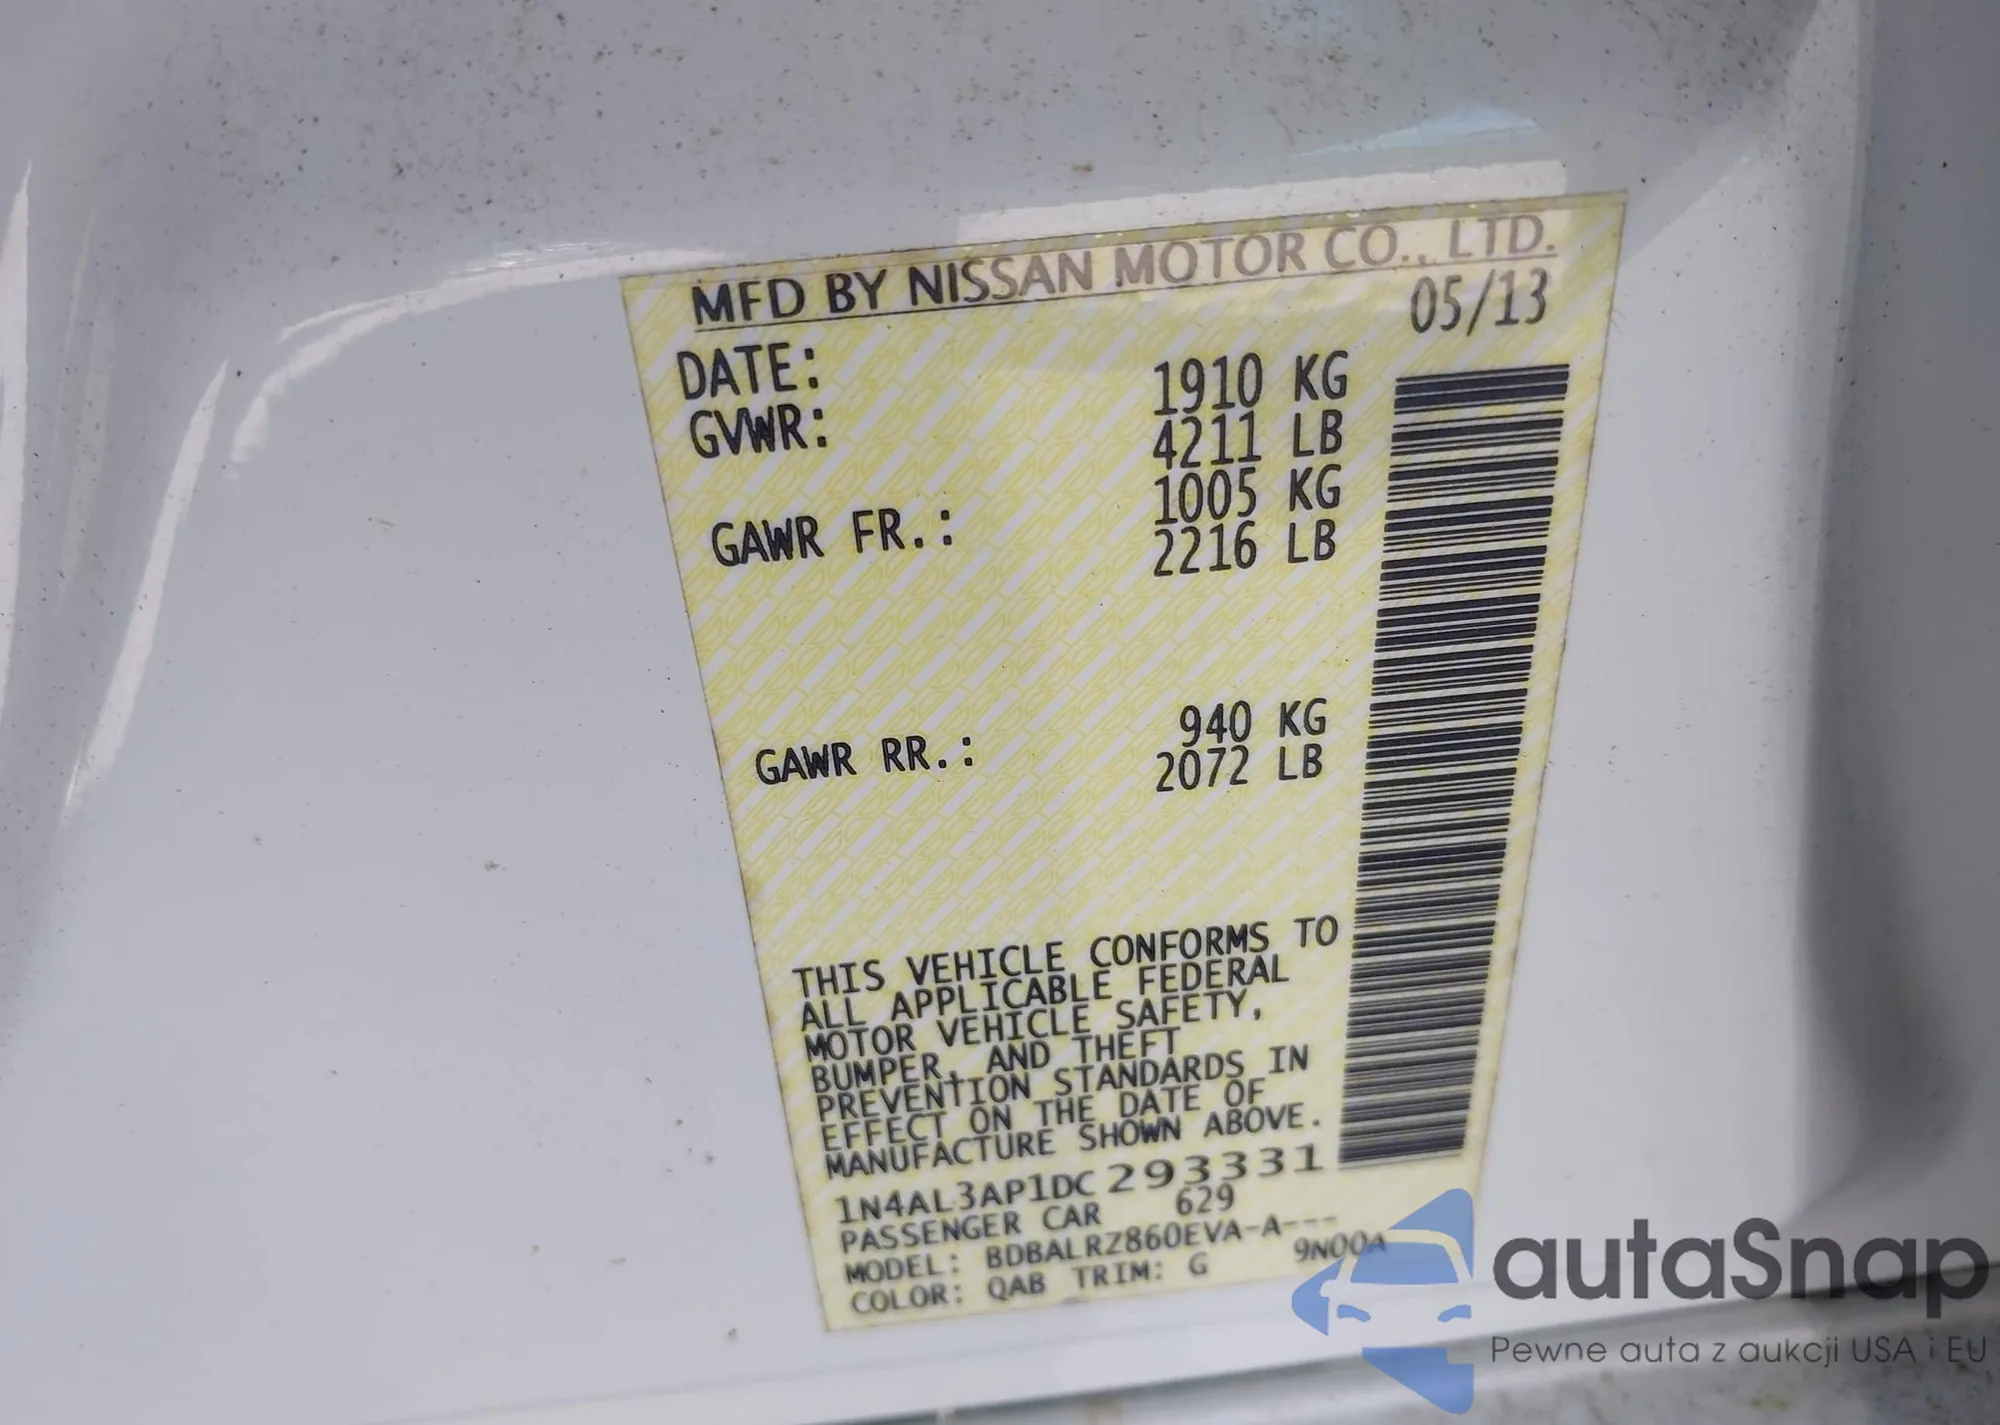 MFD BY NISSAN MOTOR CO., LTD.
DATE: 05/13
GVWR: 1910 KG
4211 LB
GAWR FR.: 1005 KG
2216 LB
GAWR RR.: 940 KG
2072 LB
THIS VEHICLE CONFORMS TO
ALL APPLICABLE FEDERAL
MOTOR VEHICLE SAFETY,
BUMPER, AND THEFT
PREVENTION STANDARDS IN
EFFECT ON THE DATE OF
MANUFACTURE SHOWN ABOVE.
1N4AL3AP1DC293331
PASSENGER CAR 629
MODEL: BDBALRZ860EVA-A---
COLOR: QAB TRIM: G 9N00A
autaSnap
Pewne auta z aukcji USA i EU